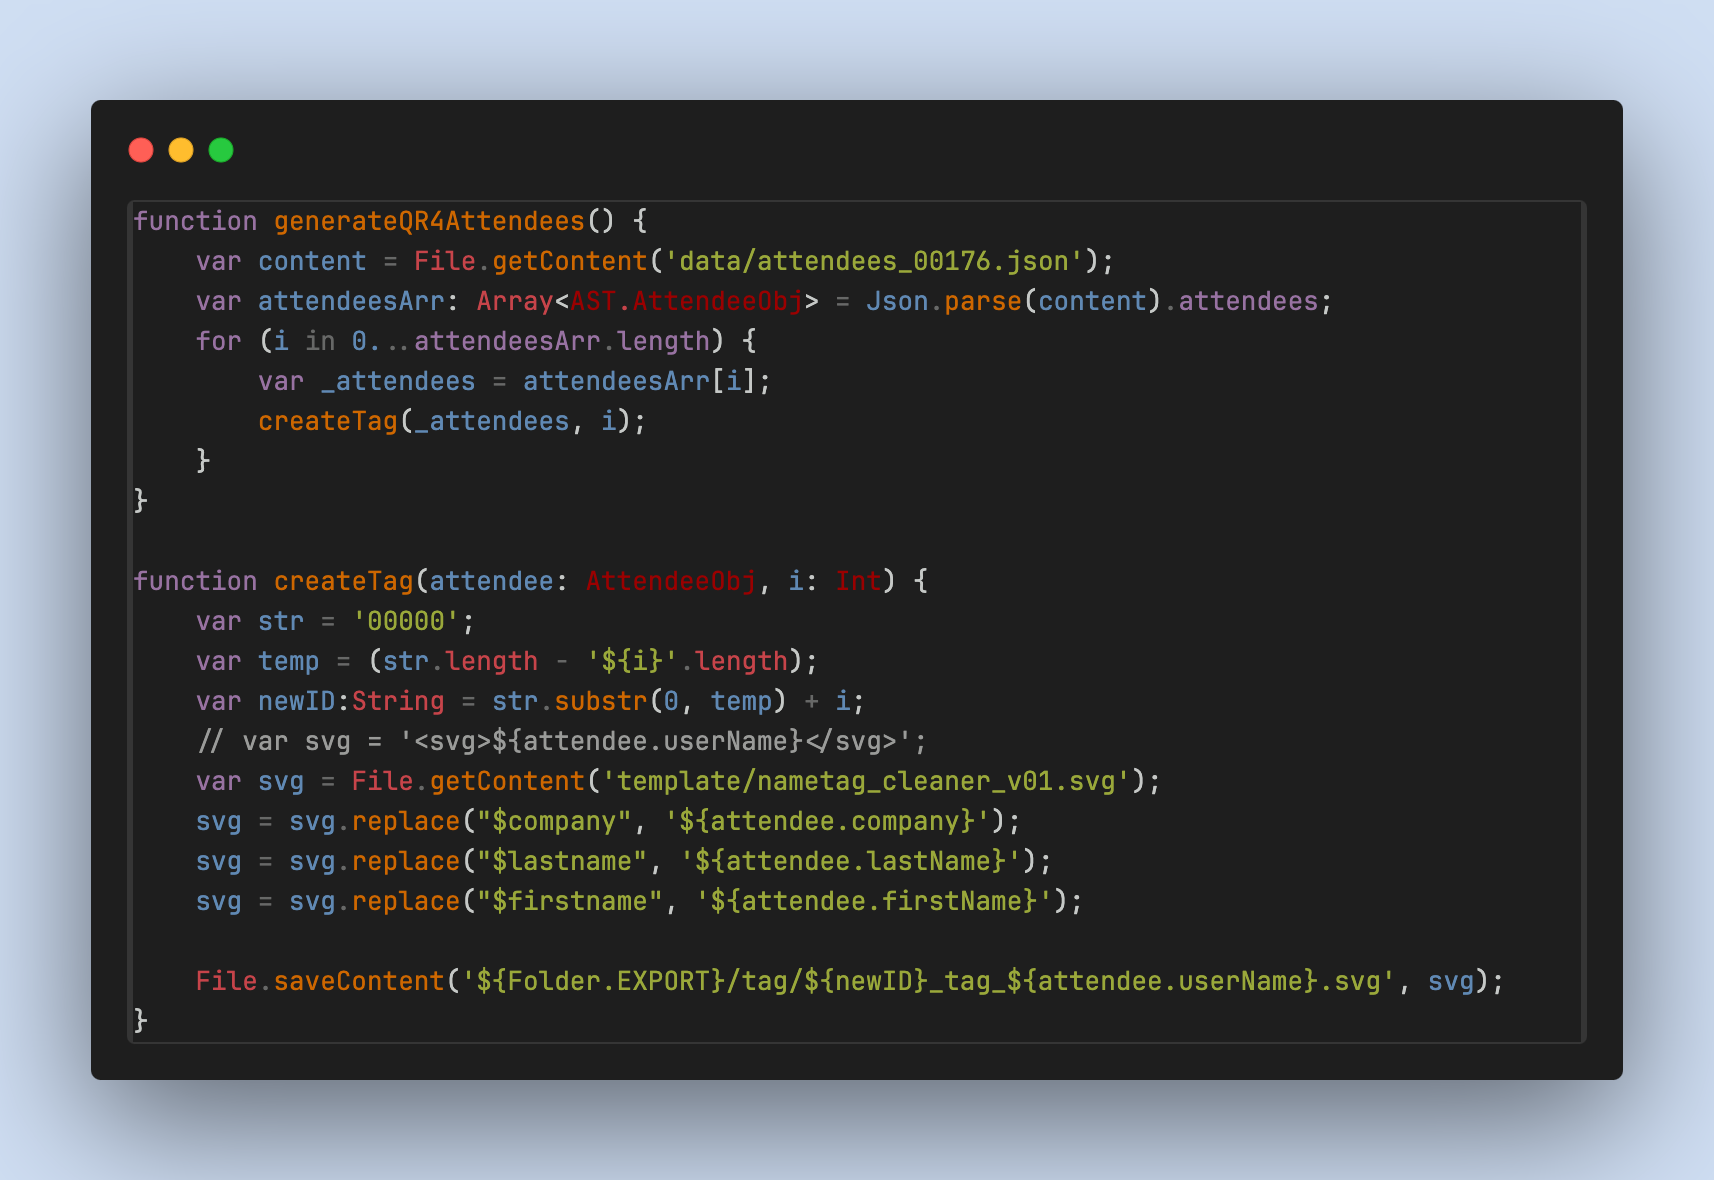 function generateQR4Attendees() {
    var content = File.getContent('data/attendees_00176.json');
    var attendeesArr: Array<AST.AttendeeObj> = Json.parse(content).attendees;
    for (i in 0...attendeesArr.length) {
        var _attendees = attendeesArr[i];
        createTag(_attendees, i);
    }
}

function createTag(attendee: AttendeeObj, i: Int) {
    var str = '00000';
    var temp = (str.length - '${i}'.length);
    var newID:String = str.substr(0, temp) + i;
    // var svg = '<svg>${attendee.userName}</svg>';
    var svg = File.getContent('template/nametag_cleaner_v01.svg');
    svg = svg.replace("$company", '${attendee.company}');
    svg = svg.replace("$lastname", '${attendee.lastName}');
    svg = svg.replace("$firstname", '${attendee.firstName}');

    File.saveContent('${Folder.EXPORT}/tag/${newID}_tag_${attendee.userName}.svg', svg);
}